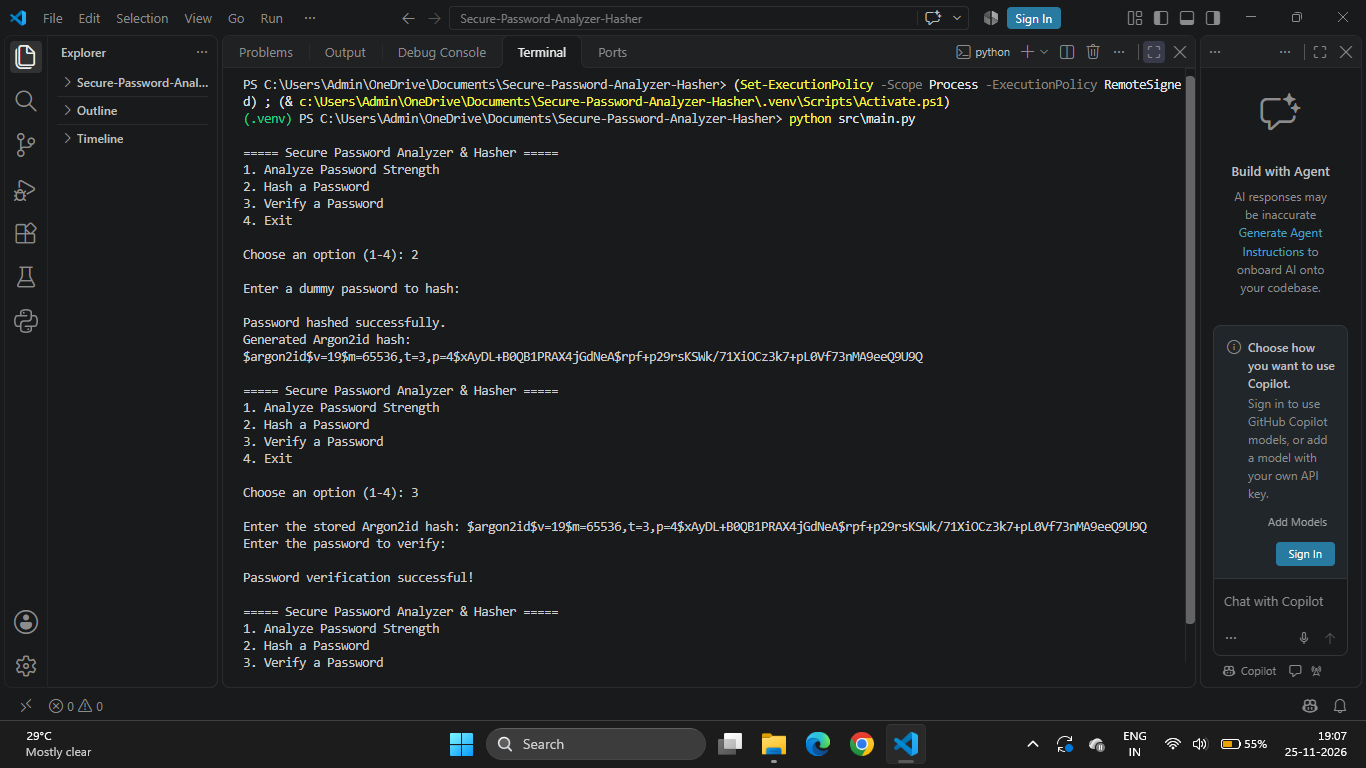 File Edit Selection View Go Run ···
Secure-Password-Analyzer-Hasher
Sign In
Explorer ···
Secure-Password-Anal...
Outline
Timeline
Problems Output Debug Console Terminal Ports
python
PS C:\Users\Admin\OneDrive\Documents\Secure-Password-Analyzer-Hasher> (Set-ExecutionPolicy -Scope Process -ExecutionPolicy RemoteSigne
d) ; (& c:\Users\Admin\OneDrive\Documents\Secure-Password-Analyzer-Hasher\.venv\Scripts\Activate.ps1)
(.venv) PS C:\Users\Admin\OneDrive\Documents\Secure-Password-Analyzer-Hasher> python src\main.py
===== Secure Password Analyzer & Hasher =====
1. Analyze Password Strength
2. Hash a Password
3. Verify a Password
4. Exit
Choose an option (1-4): 2
Enter a dummy password to hash:
Password hashed successfully.
Generated Argon2id hash:
$argon2id$v=19$m=65536,t=3,p=4$xAyDL+B0QB1PRAX4jGdNeA$rpf+p29rsKSWk/71XiOCz3k7+pL0Vf73nMA9eeQ9U9Q
===== Secure Password Analyzer & Hasher =====
1. Analyze Password Strength
2. Hash a Password
3. Verify a Password
4. Exit
Choose an option (1-4): 3
Enter the stored Argon2id hash: $argon2id$v=19$m=65536,t=3,p=4$xAyDL+B0QB1PRAX4jGdNeA$rpf+p29rsKSWk/71XiOCz3k7+pL0Vf73nMA9eeQ9U9Q
Enter the password to verify:
Password verification successful!
===== Secure Password Analyzer & Hasher =====
1. Analyze Password Strength
2. Hash a Password
3. Verify a Password
Build with Agent
AI responses may
be inaccurate
Generate Agent
Instructions to
onboard AI onto
your codebase.
Choose how
you want to use
Copilot.
Sign in to use
GitHub Copilot
models, or add
a model with
your own API
key.
Add Models
Sign In
Chat with Copilot
Copilot
0 0
29°C
Mostly clear
Search
ENG
IN
55%
19:07
25-11-2026